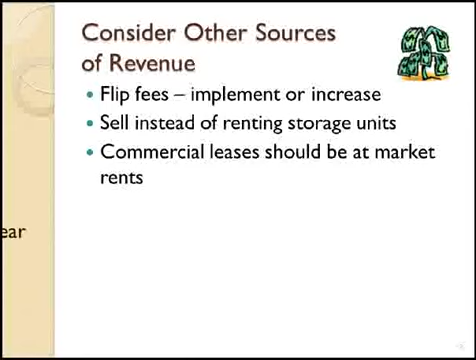 Consider Other Sources
of Revenue
• Flip fees – implement or increase
• Sell instead of renting storage units
• Commercial leases should be at market
rents
ear